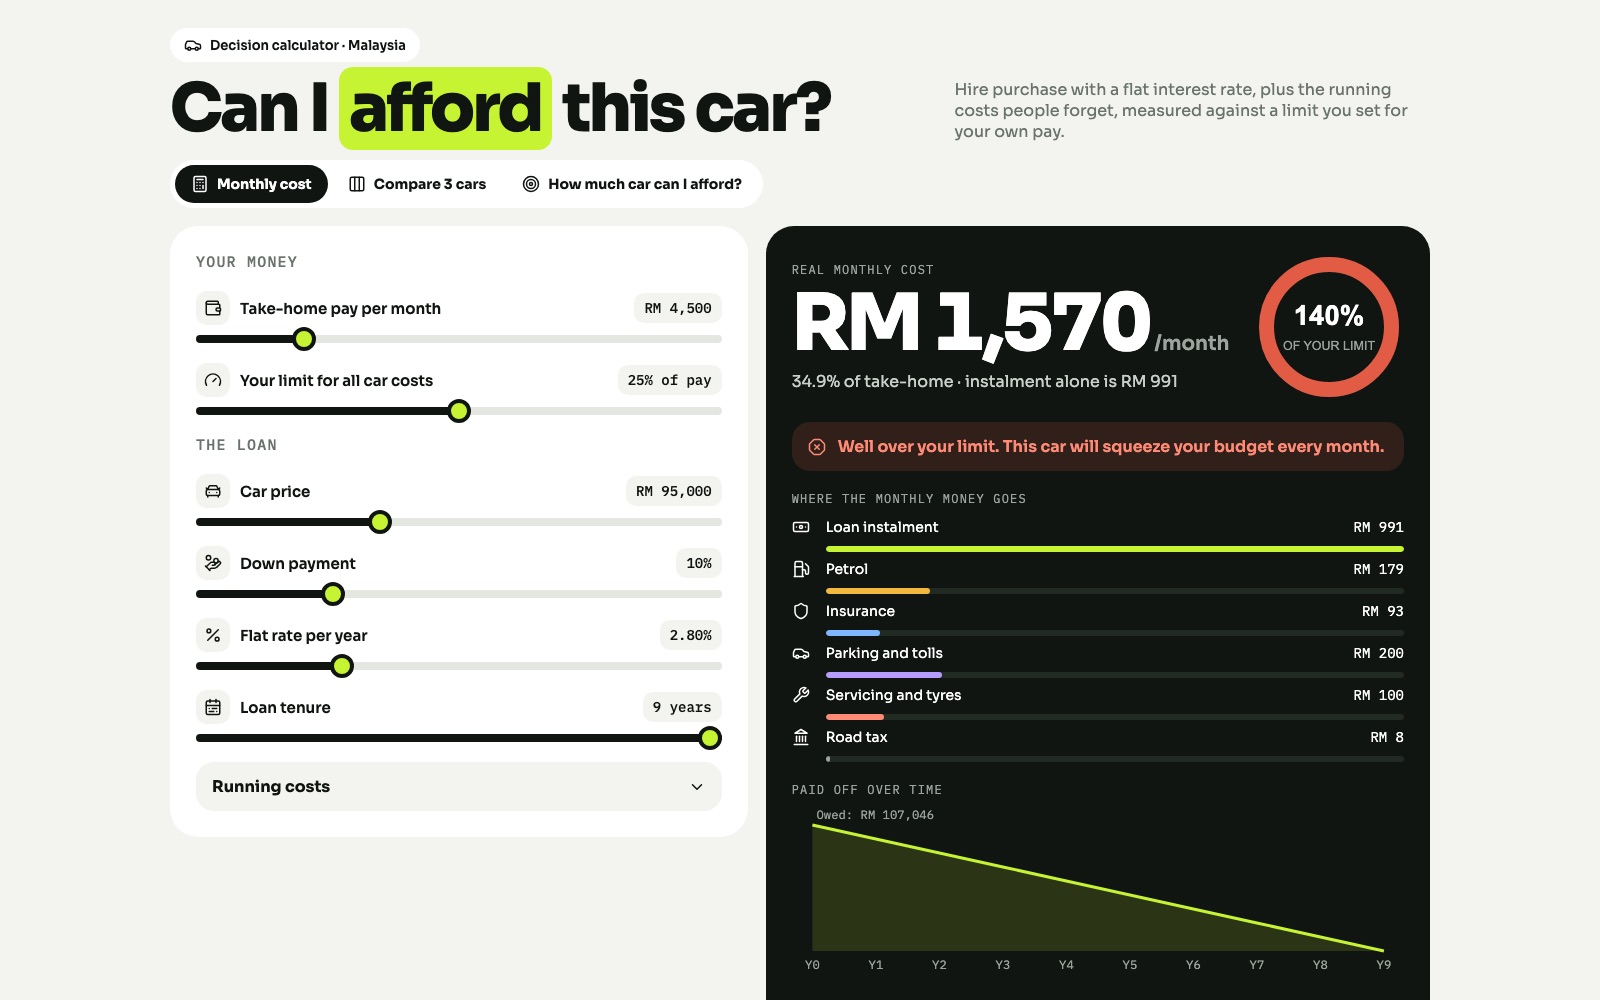 Decision calculator · Malaysia
Can I afford this car?
Hire purchase with a flat interest rate, plus the running
costs people forget, measured against a limit you set for
your own pay.
Monthly cost
Compare 3 cars
How much car can I afford?
YOUR MONEY
Take-home pay per month
RM 4,500
Your limit for all car costs
25% of pay
THE LOAN
Car price
RM 95,000
Down payment
10%
Flat rate per year
2.80%
Loan tenure
9 years
Running costs
REAL MONTHLY COST
RM 1,570 /month
34.9% of take-home · instalment alone is RM 991
140%
OF YOUR LIMIT
Well over your limit. This car will squeeze your budget every month.
WHERE THE MONTHLY MONEY GOES
Loan instalment RM 991
Petrol RM 179
Insurance RM 93
Parking and tolls RM 200
Servicing and tyres RM 100
Road tax RM 8
PAID OFF OVER TIME
Owed: RM 107,046
Y0 Y1 Y2 Y3 Y4 Y5 Y6 Y7 Y8 Y9